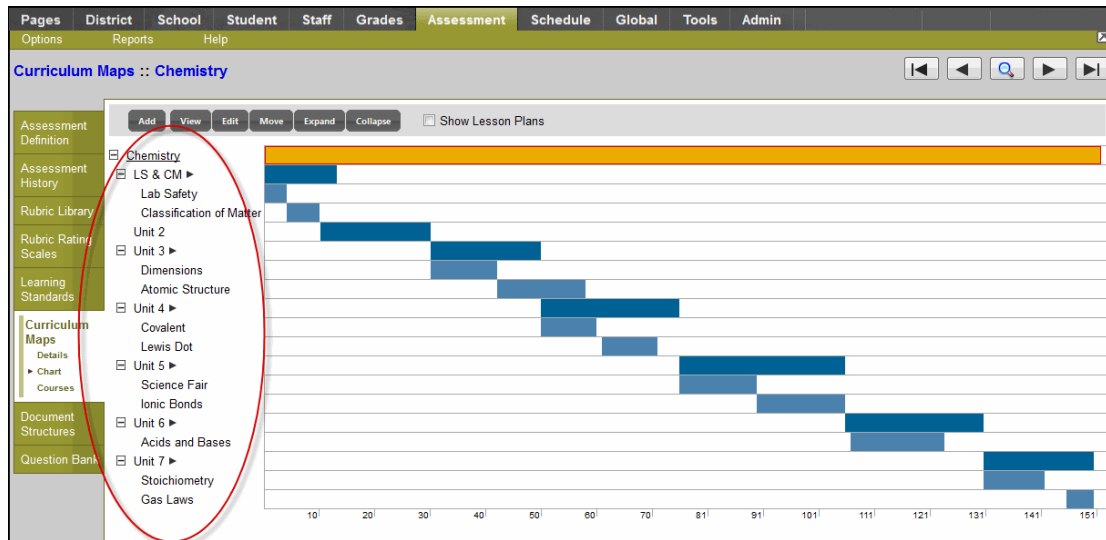 Pages District School Student Staff Grades Assessment Schedule Global Tools Admin
Options Reports Help
Curriculum Maps :: Chemistry
Assessment
Definition
Assessment
History
Rubric Library
Rubric Rating
Scales
Learning
Standards
Curriculum
Maps
Details
Chart
Courses
Document
Structures
Question Bank
Add View Edit Move Expand Collapse Show Lesson Plans
Chemistry
LS & CM
Lab Safety
Classification of Matter
Unit 2
Unit 3
Dimensions
Atomic Structure
Unit 4
Covalent
Lewis Dot
Unit 5
Science Fair
Ionic Bonds
Unit 6
Acids and Bases
Unit 7
Stoichiometry
Gas Laws
10 20 30 40 50 60 70 81 91 101 111 121 131 141 151